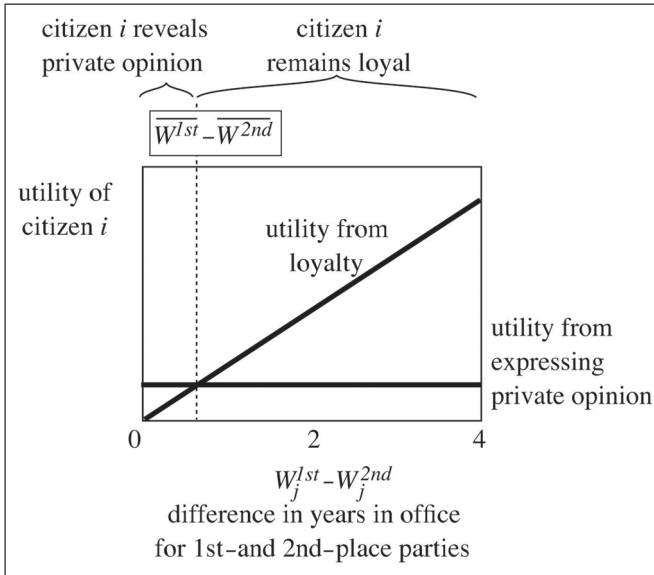 citizen i reveals
private opinion
citizen i
remains loyal
W^{1st} – W^{2nd}
utility of
citizen i
utility from
loyalty
utility from
expressing
private opinion
0 2 4
W_j^{1st} – W_j^{2nd}
difference in years in office
for 1st–and 2nd–place parties